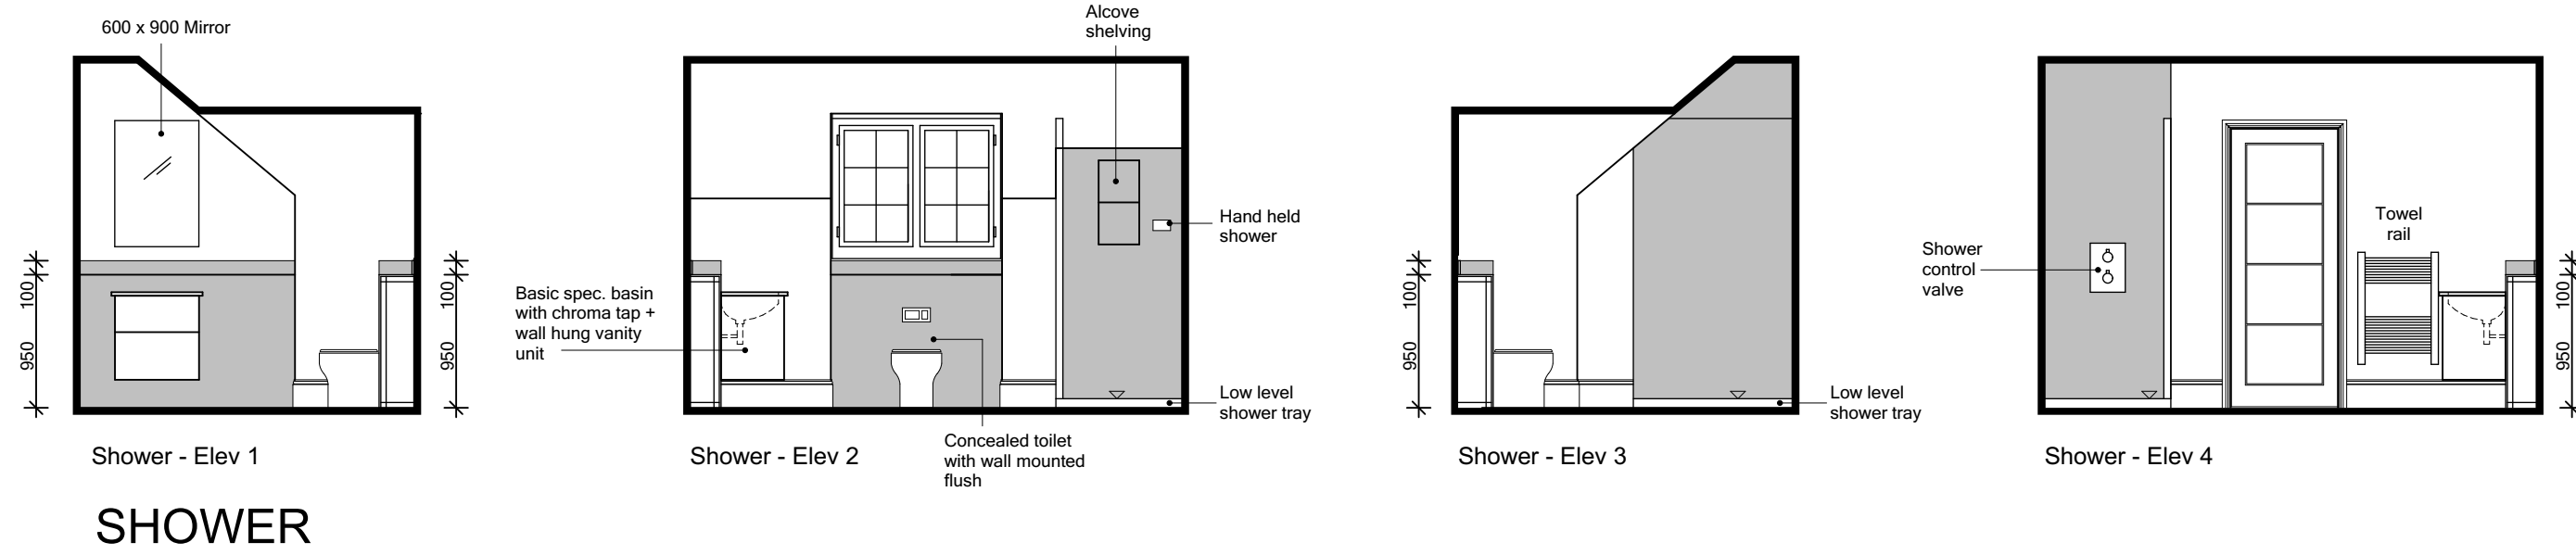 600 x 900 Mirror
100
950
100
950
Shower - Elev 1
Alcove
shelving
Hand held
shower
Basic spec. basin
with chroma tap +
wall hung vanity
unit
Low level
shower tray
Concealed toilet
with wall mounted
flush
Shower - Elev 2
100
950
Low level
shower tray
Shower - Elev 3
Shower
control
valve
Towel
rail
100
950
Shower - Elev 4
SHOWER